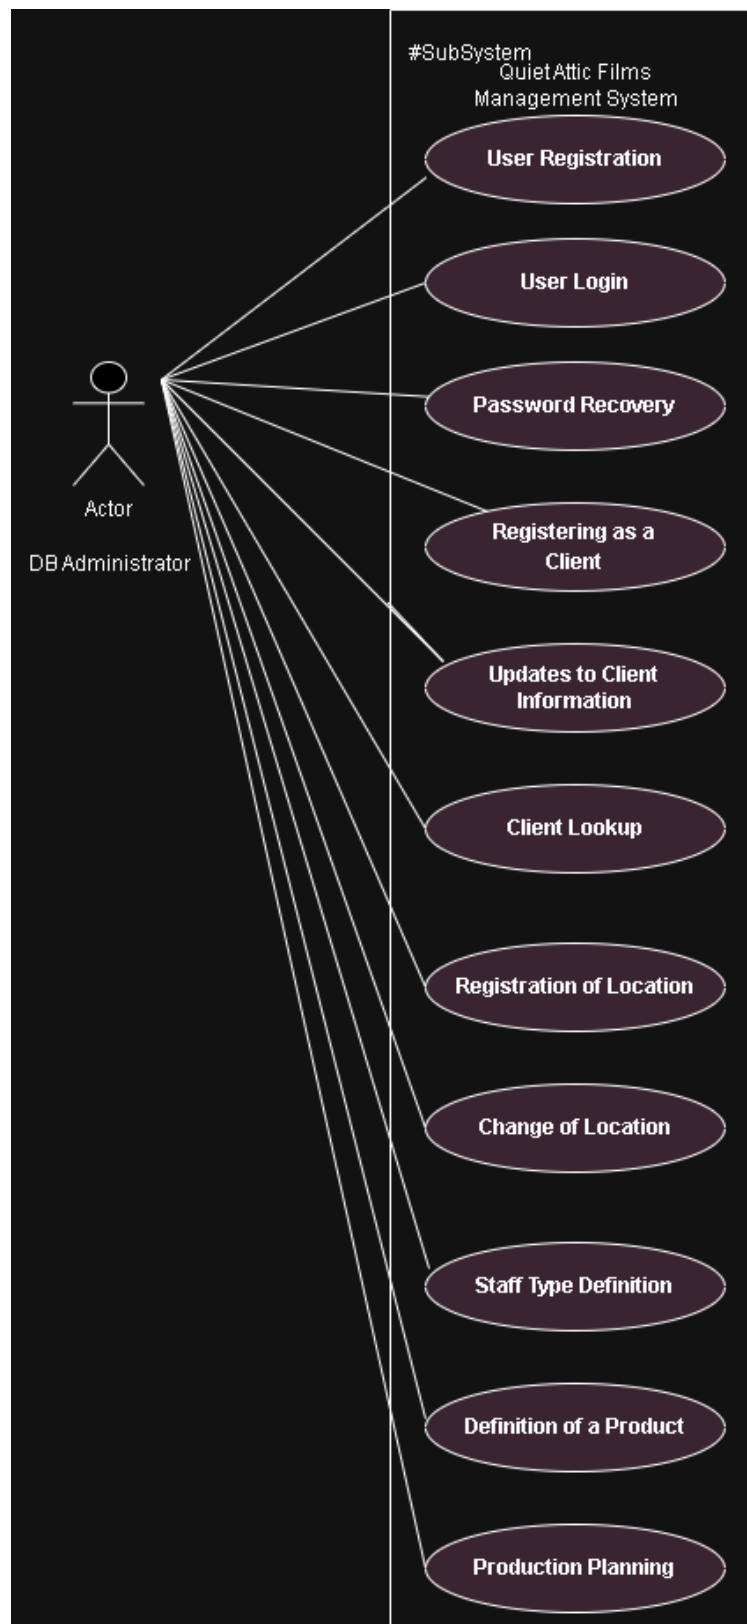 #SubSystem
QuietAttic Films
Management System
User Registration
User Login
Password Recovery
Actor
DB Administrator
Registering as a
Client
Updates to Client
Information
Client Lookup
Registration of Location
Change of Location
Staff Type Definition
Definition of a Product
Production Planning